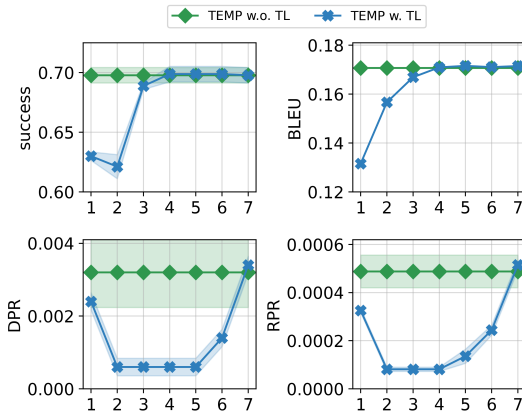 TEMP w.o. TL TEMP w. TL
success
0.70
0.65
0.60
1 2 3 4 5 6 7
BLEU
0.18
0.16
0.14
0.12
1 2 3 4 5 6 7
DPR
0.004
0.002
0.000
1 2 3 4 5 6 7
RPR
0.0006
0.0004
0.0002
0.0000
1 2 3 4 5 6 7